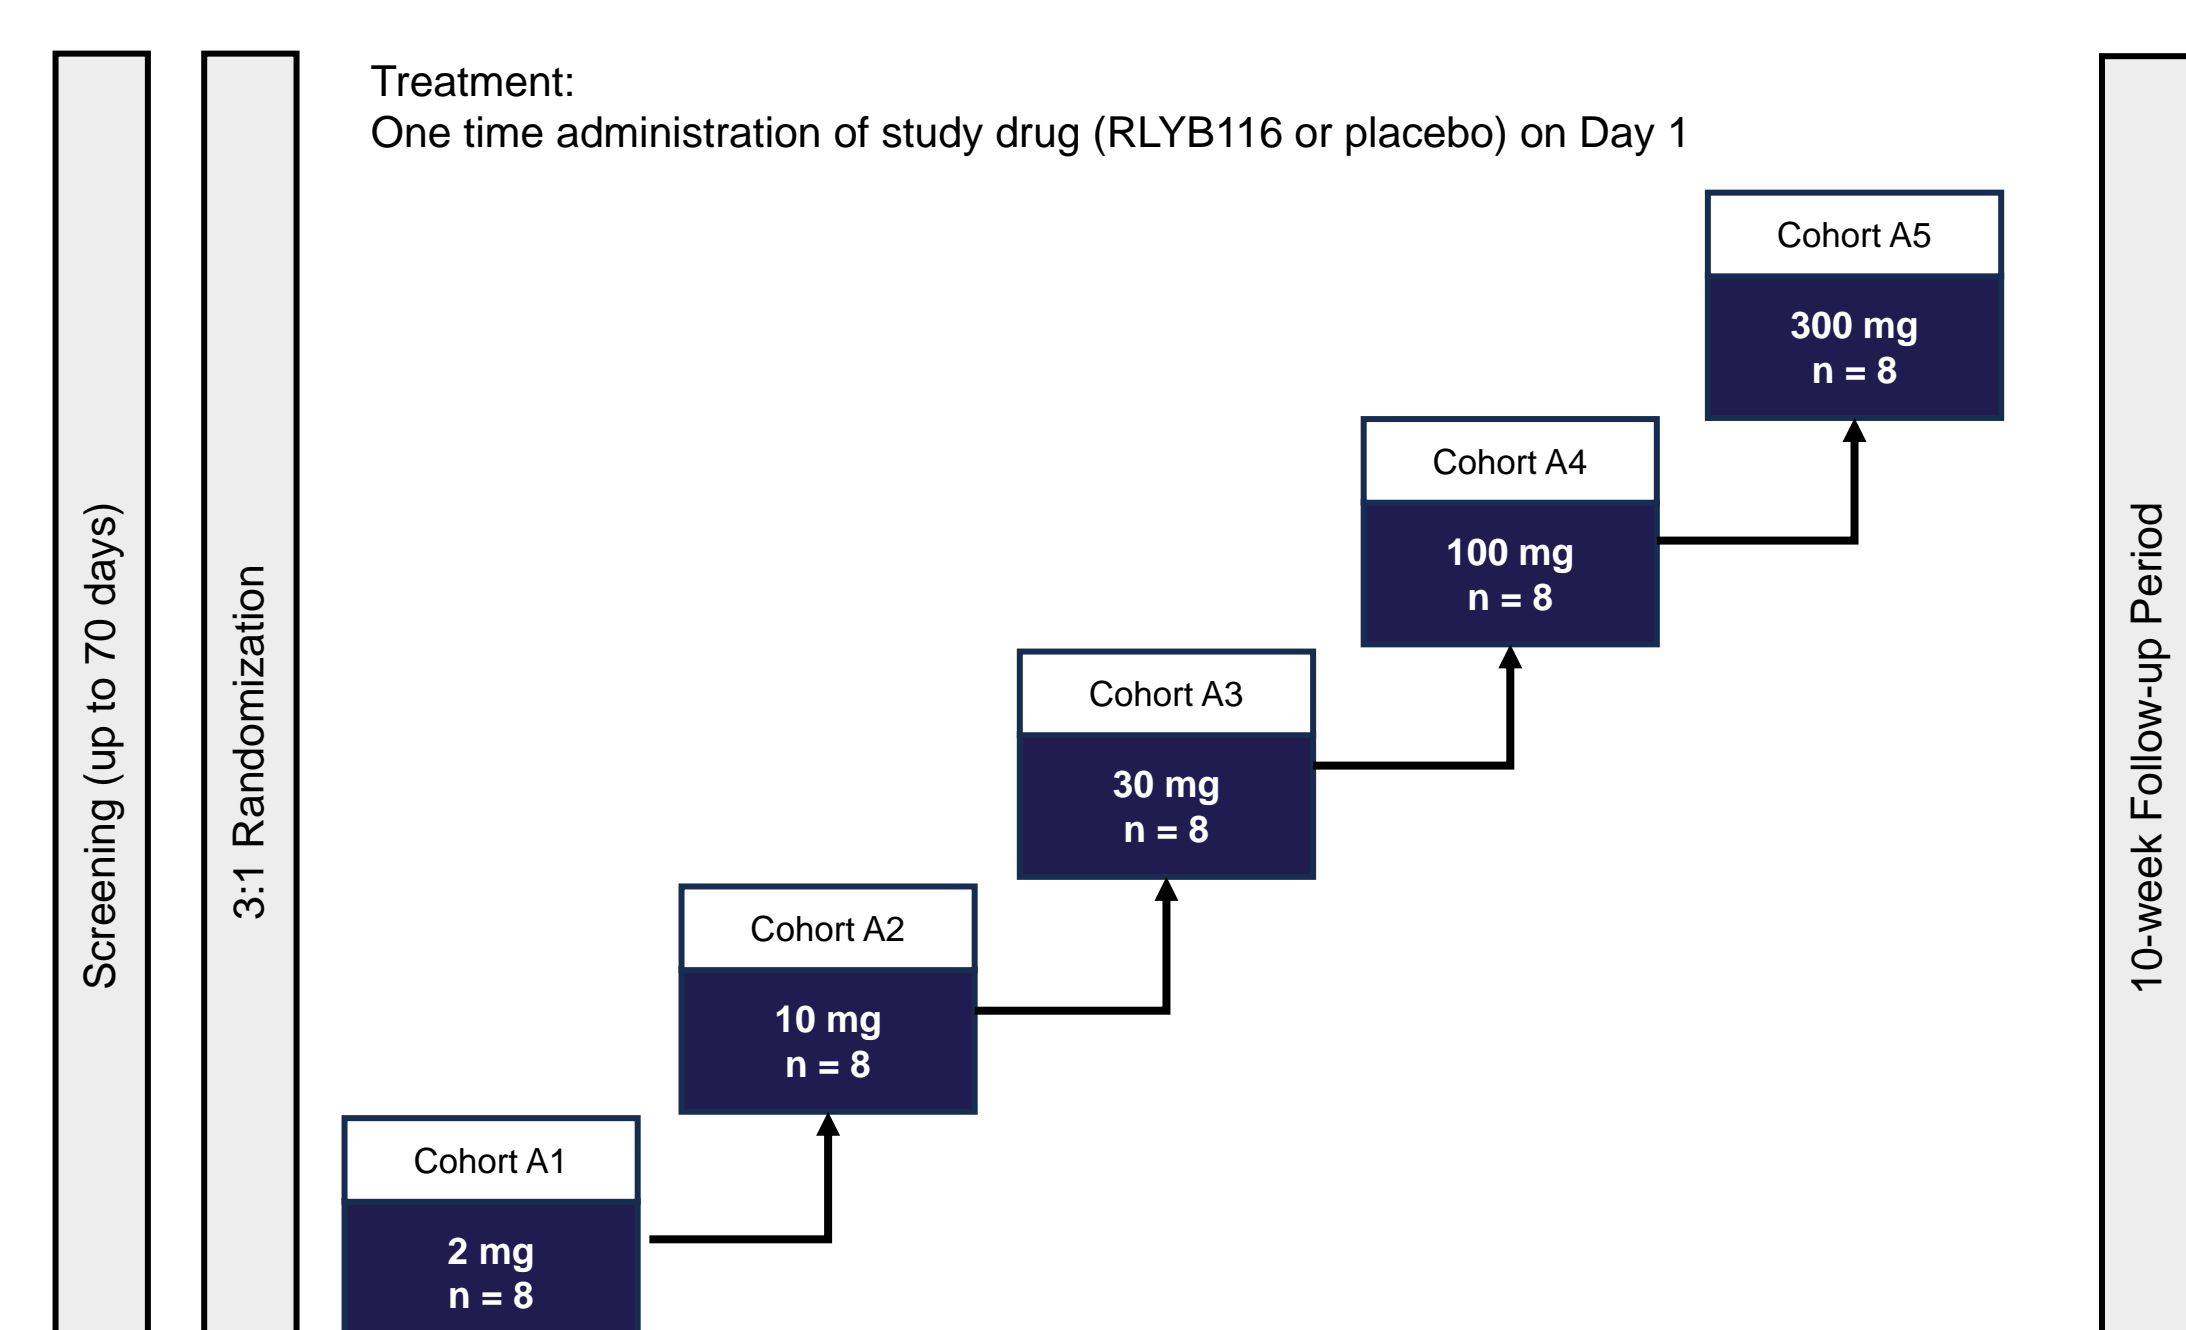 Screening (up to 70 days)
3:1 Randomization
Treatment:
One time administration of study drug (RLYB116 or placebo) on Day 1
Cohort A1
2 mg
n = 8
Cohort A2
10 mg
n = 8
Cohort A3
30 mg
n = 8
Cohort A4
100 mg
n = 8
Cohort A5
300 mg
n = 8
10-week Follow-up Period